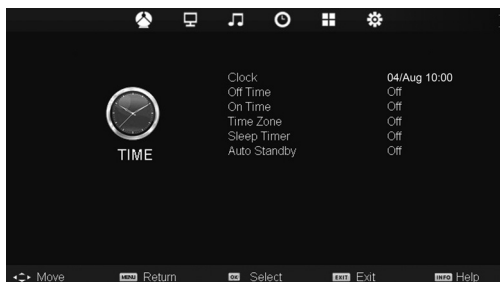 Clock 04/Aug 10:00
Off Time Off
On Time Off
Time Zone Off
Sleep Timer Off
Auto Standby Off
TIME
Move MENU Return OK Select EXIT Exit INFO Help